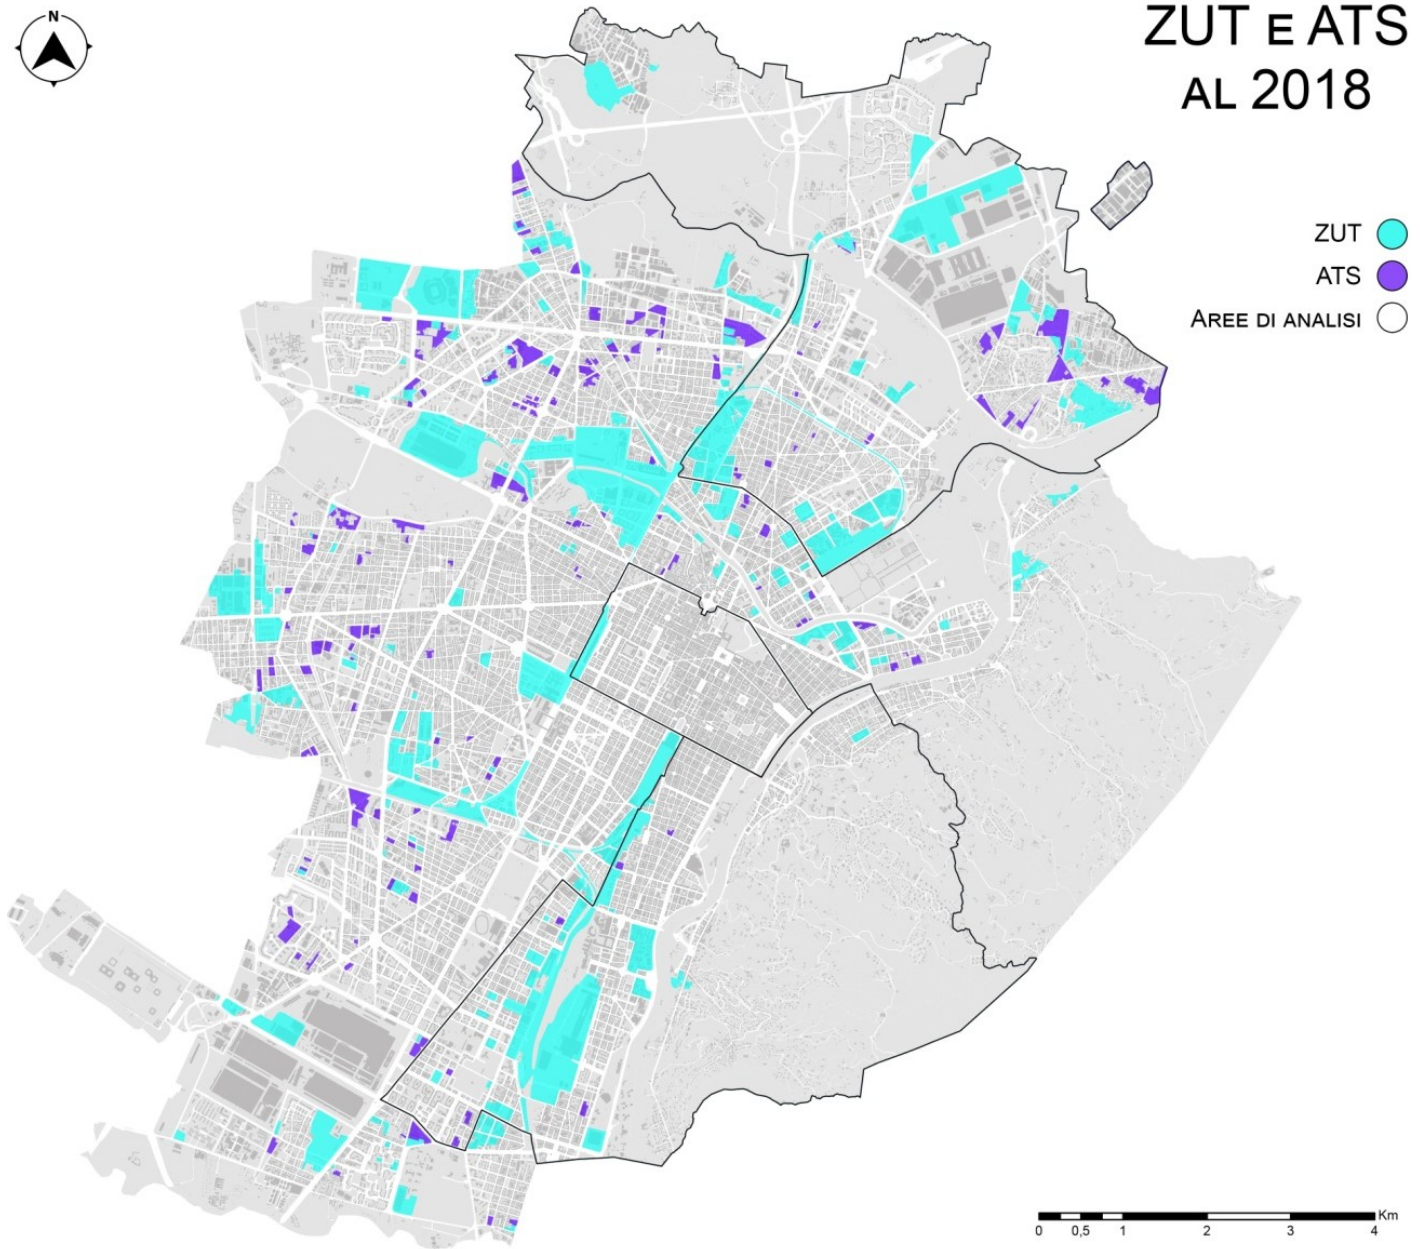 N
ZUT E ATS
AL 2018
ZUT
ATS
AREE DI ANALISI
Km
0 0,5 1 2 3 4